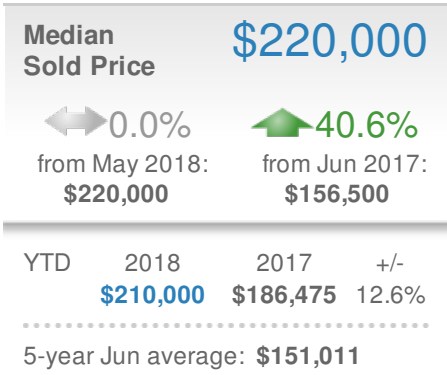 Median $220,000
Sold Price
0.0% 40.6%
from May 2018: from Jun 2017:
$220,000 $156,500
YTD 2018 2017 +/-
$210,000 $186,475 12.6%
5-year Jun average: $151,011